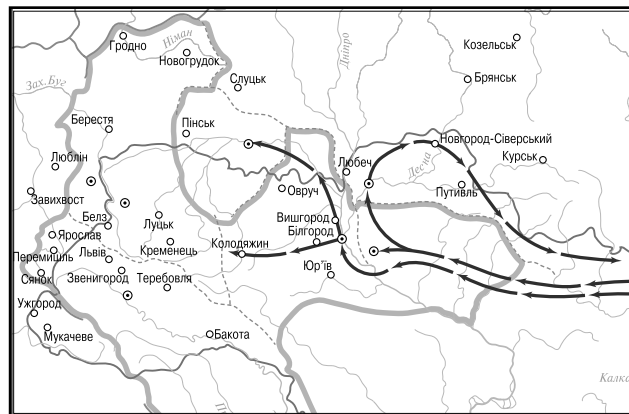 Гродно
Німан
Новогрудок
Слуцьк
Дніпро
Козельськ
Брянськ
Зах. Буг
Берестя
Пінськ
Люблін
Завихвост
Белз
Луцьк
Овруч
Любеч
Новгород-Сіверський
Десна
Курськ
Путивль
Вишгород
Білгород
Ярослав
Перемишль
Львів
Кременець
Колодяжин
Сянок
Звенигород
Теребовля
Юр'їв
Ужгород
Мукачеве
Бакота
Калка